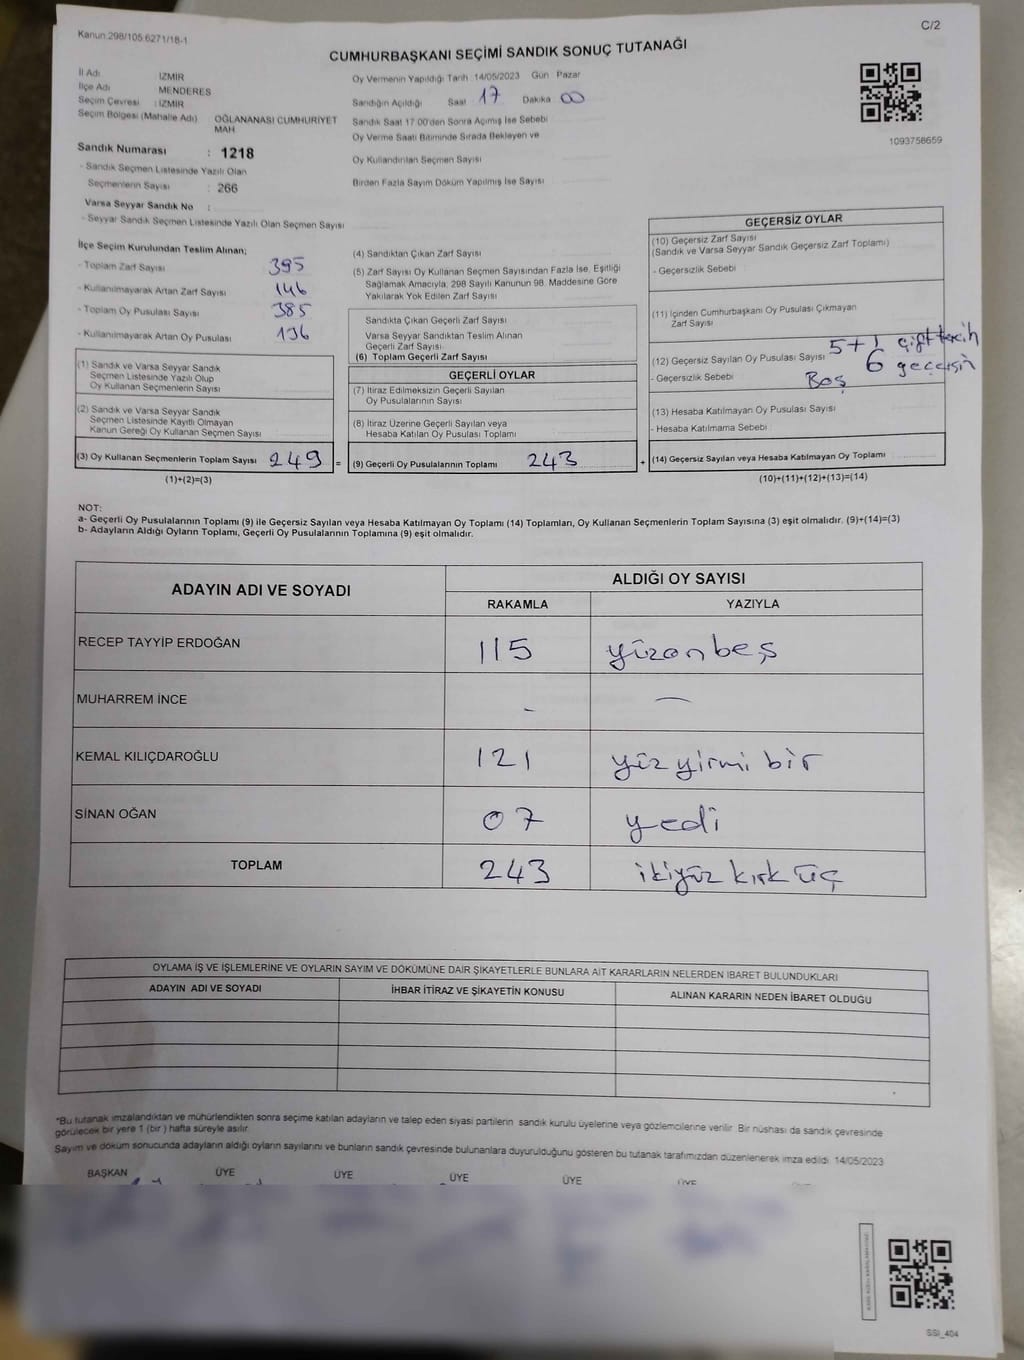 Kanun.298/105.6271/18-1
C/2
CUMHURBAŞKANI SEÇİMİ SANDIK SONUÇ TUTANAĞI
İl Adı : İZMİR
İlçe Adı MENDERES
Seçim Çevresi : İZMİR
Seçim Bölgesi (Mahalle Adı) OĞLANANASI CUMHURİYET MAH
Sandık Numarası : 1218
- Sandık Seçmen Listesinde Yazılı Olan
Seçmenlerin Sayısı : 266
Varsa Seyyar Sandık No :
- Seyyar Sandık Seçmen Listesinde Yazılı Olan Seçmen Sayısı
Oy Vermenin Yapıldığı Tarih :14/05/2023 Gün Pazar
Sandığın Açıldığı Saat 17 Dakika 00
Sandık Saat 17:00'den Sonra Açılmış İse Sebebi
Oy Verme Saati Bitiminde Sırada Bekleyen ve
Oy Kullandırılan Seçmen Sayısı
Birden Fazla Sayım Döküm Yapılmış İse Sayısı
1093758659
İlçe Seçim Kurulundan Teslim Alınan;
- Toplam Zarf Sayısı 395
- Kullanılmayarak Artan Zarf Sayısı 146
- Toplam Oy Pusulası Sayısı 385
- Kullanılmayarak Artan Oy Pusulası 136
(1) Sandık ve Varsa Seyyar Sandık
Seçmen Listesinde Yazılı Olup
Oy Kullanan Seçmenlerin Sayısı
(2) Sandık ve Varsa Seyyar Sandık
Seçmen Listesinde Kayıtlı Olmayan
Kanun Gereği Oy Kullanan Seçmen Sayısı
(3) Oy Kullanan Seçmenlerin Toplam Sayısı 249 =
(1)+(2)=(3)
(4) Sandıktan Çıkan Zarf Sayısı
(5) Zarf Sayısı Oy Kullanan Seçmen Sayısından Fazla İse, Eşitliği
Sağlamak Amacıyla, 298 Sayılı Kanunun 98. Maddesine Göre
Yakılarak Yok Edilen Zarf Sayısı
Sandıkta Çıkan Geçerli Zarf Sayısı
Varsa Seyyar Sandıktan Teslim Alınan
Geçerli Zarf Sayısı
(6) Toplam Geçerli Zarf Sayısı
GEÇERLİ OYLAR
(7) İtiraz Edilmeksizin Geçerli Sayılan
Oy Pusulalarının Sayısı
(8) İtiraz Üzerine Geçerli Sayılan veya
Hesaba Katılan Oy Pusulası Toplamı
(9) Geçerli Oy Pusulalarının Toplamı 243 +
GEÇERSİZ OYLAR
(10) Geçersiz Zarf Sayısı
(Sandık ve Varsa Seyyar Sandık Geçersiz Zarf Toplamı)
- Geçersizlik Sebebi
(11) İçinden Cumhurbaşkanı Oy Pusulası Çıkmayan
Zarf Sayısı
(12) Geçersiz Sayılan Oy Pusulası Sayısı 5+1 çift tercih
6 geçersiz
- Geçersizlik Sebebi Boş
(13) Hesaba Katılmayan Oy Pusulası Sayısı
- Hesaba Katılmama Sebebi
(14) Geçersiz Sayılan veya Hesaba Katılmayan Oy Toplamı
(10)+(11)+(12)+(13)=(14)
NOT:
a- Geçerli Oy Pusulalarının Toplamı (9) ile Geçersiz Sayılan veya Hesaba Katılmayan Oy Toplamı (14) Toplamları, Oy Kullanan Seçmenlerin Toplam Sayısına (3) eşit olmalıdır. (9)+(14)=(3)
b- Adayların Aldığı Oyların Toplamı, Geçerli Oy Pusulalarının Toplamına (9) eşit olmalıdır.
ADAYIN ADI VE SOYADI ALDIĞI OY SAYISI
RAKAMLA YAZIYLA
RECEP TAYYİP ERDOĞAN 115 yüzonbeş
MUHARREM İNCE - -
KEMAL KILIÇDAROĞLU 121 yüzyirmi bir
SİNAN OĞAN 07 yedi
TOPLAM 243 ikiyüz kırk üç
OYLAMA İŞ VE İŞLEMLERİNE VE OYLARIN SAYIM VE DÖKÜMÜNE DAİR ŞİKAYETLERLE BUNLARA AİT KARARLARIN NELERDEN İBARET BULUNDUKLARI
ADAYIN ADI VE SOYADI İHBAR İTİRAZ VE ŞİKAYETİN KONUSU ALINAN KARARIN NEDEN İBARET OLDUĞU
*Bu tutanak imzalandıktan ve mühürlendikten sonra seçime katılan adayların ve talep eden siyasi partilerin sandık kurulu üyelerine veya gözlemcilerine verilir. Bir nüshası da sandık çevresinde
görülecek bir yere 1 (bir) hafta süreyle asılır.
Sayım ve döküm sonucunda adayların aldığı oyların sayılarını ve bunların sandık çevresinde bulunanlara duyurulduğunu gösteren bu tutanak tarafımızdan düzenlenerek imza edildi. 14/05/2023
BAŞKAN ÜYE ÜYE ÜYE ÜYE ÜYE
SSI_404